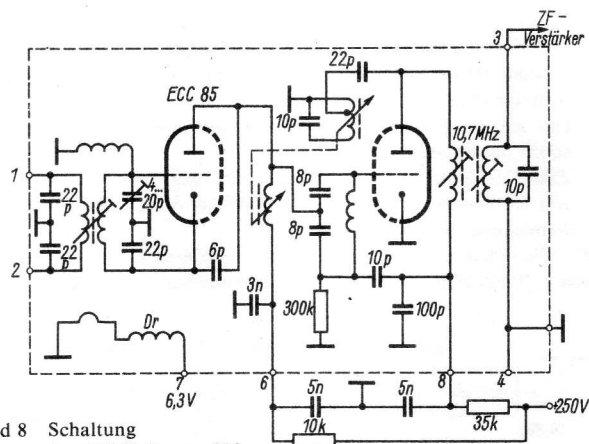 ZF-
Verstärker
3
22p
ECC 85
10p
10,7MHz
1
22
p
4...
20p
8p
10p
8p
22
p
22p
6p
10p
2
3n
300k
100p
Dr
7
6,3V
6
8
4
5n
5n
+250V
10k
35k
d 8 Schaltung